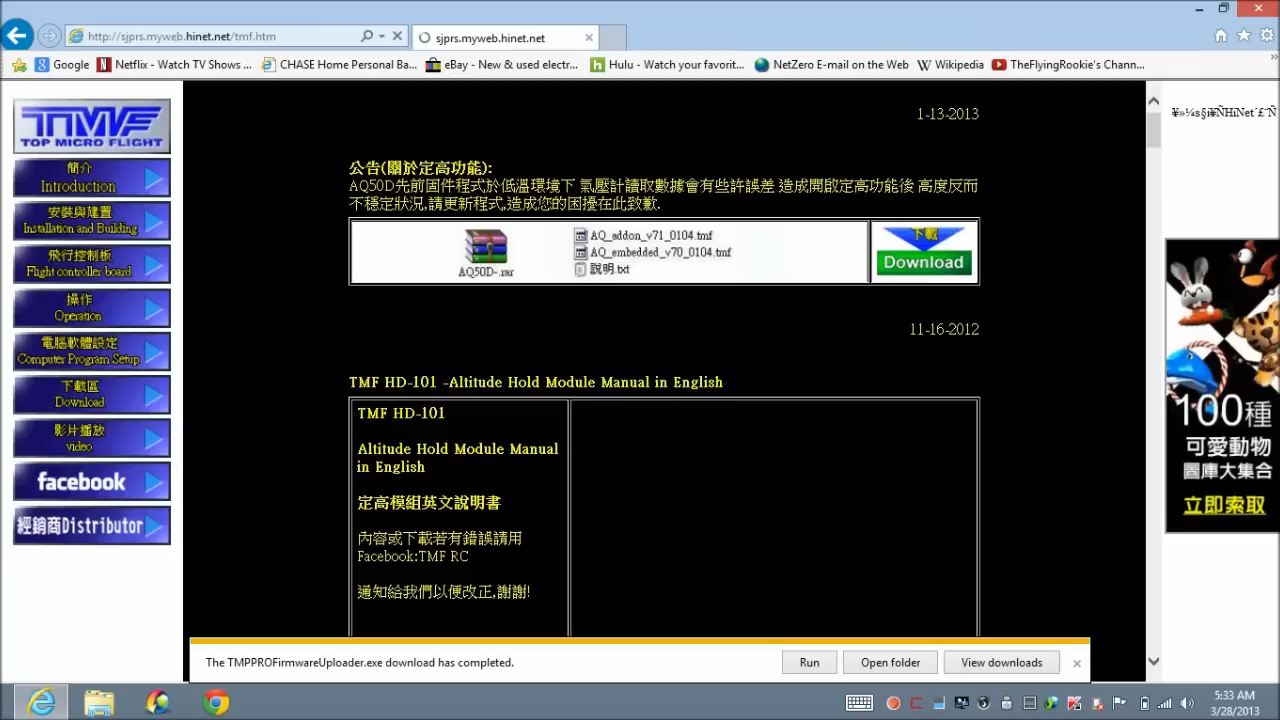 http://sjprs.myweb.hinet.net/tmf.htm
sjprs.myweb.hinet.net
Google
Netflix - Watch TV Shows ...
CHASE Home Personal Ba...
eBay - New & used electr...
Hulu - Watch your favorit...
NetZero E-mail on the Web
Wikipedia
TheFlyingRookie's Chann...
TMF
TOP MICRO FLIGHT
簡介
Introduction
安裝與建置
Installation and Building
飛行控制板
Flight controller board
操作
Operation
電腦軟體設定
Computer Program Setup
下載區
Download
影片播放
video
facebook
經銷商Distributor
1-13-2013
公告(關於定高功能):
AQ50D先前固件程式於低溫環境下 氣壓計讀取數據會有些許誤差 造成開啟定高功能後 高度反而
不穩定狀況,請更新程式,造成您的困擾在此致歉.
AQ50D-.rar
AQ_addon_v71_0104.tmf
AQ_embedded_v70_0104.tmf
說明.txt
下載
Download
11-16-2012
TMF HD-101 -Altitude Hold Module Manual in English
TMF HD-101
Altitude Hold Module Manual
in English
定高模組英文說明書
內容或下載若有錯誤請用
Facebook:TMF RC
通知給我們以便改正,謝謝!
100種
可愛動物
圖庫大集合
立即索取
The TMPPROFirmwareUploader.exe download has completed.
Run
Open folder
View downloads
5:33 AM
3/28/2013